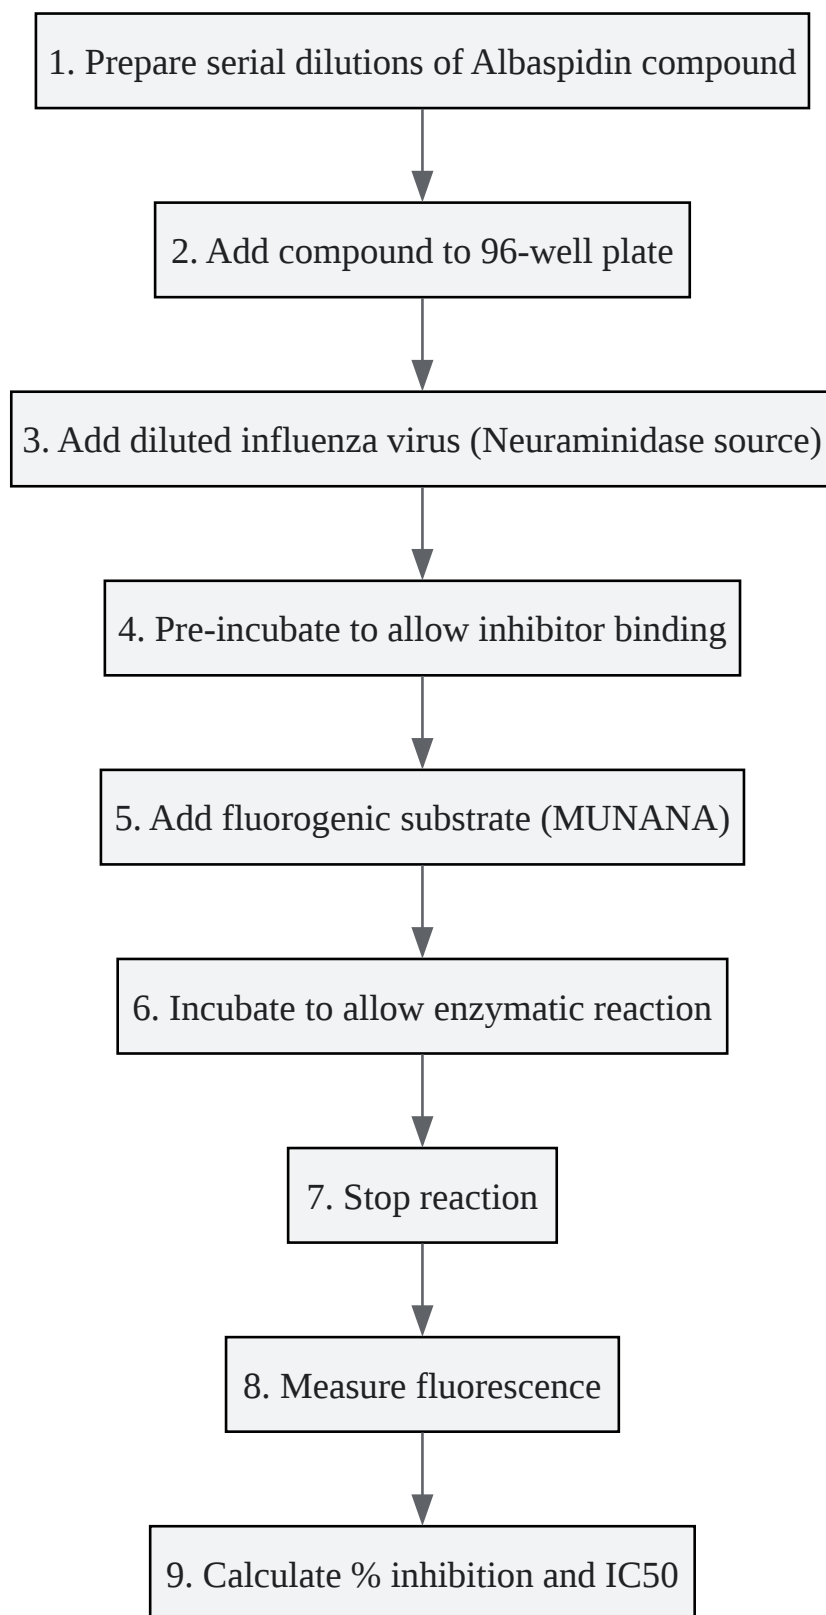 1. Prepare serial dilutions of Albaspidin compound
2. Add compound to 96-well plate
3. Add diluted influenza virus (Neuraminidase source)
4. Pre-incubate to allow inhibitor binding
5. Add fluorogenic substrate (MUNANA)
6. Incubate to allow enzymatic reaction
7. Stop reaction
8. Measure fluorescence
9. Calculate % inhibition and IC50